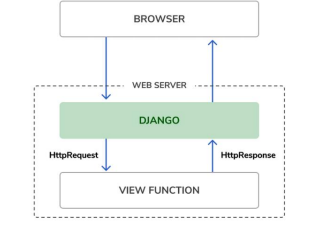 BROWSER
WEB SERVER
DJANGO
HttpRequest
HttpResponse
VIEW FUNCTION